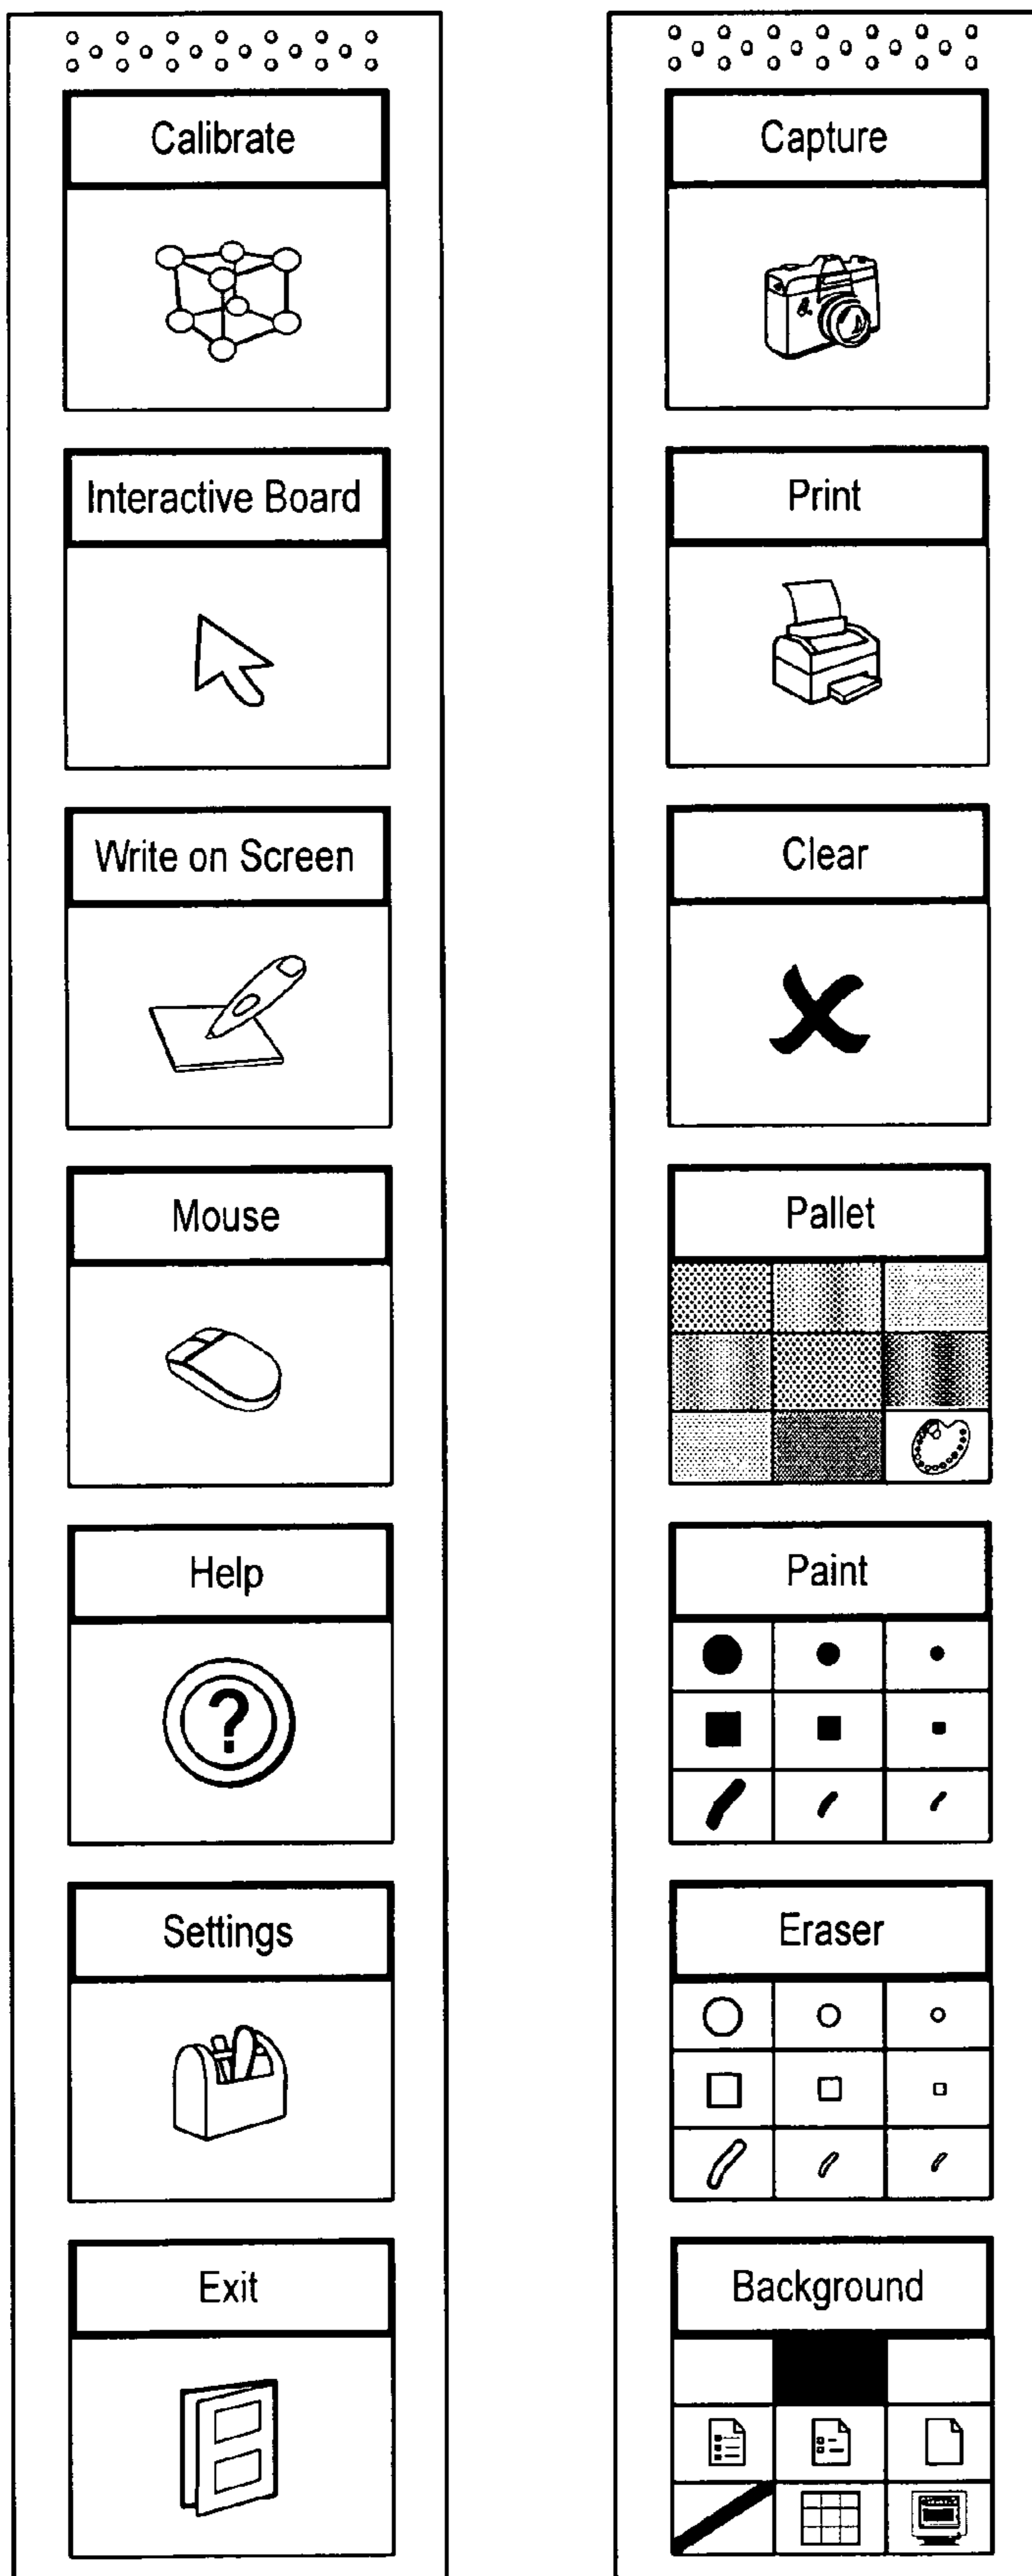 Calibrate
Interactive Board
Write on Screen
Mouse
Help
?
Settings
Exit
Capture
Print
Clear
Pallet
Paint
Eraser
Background